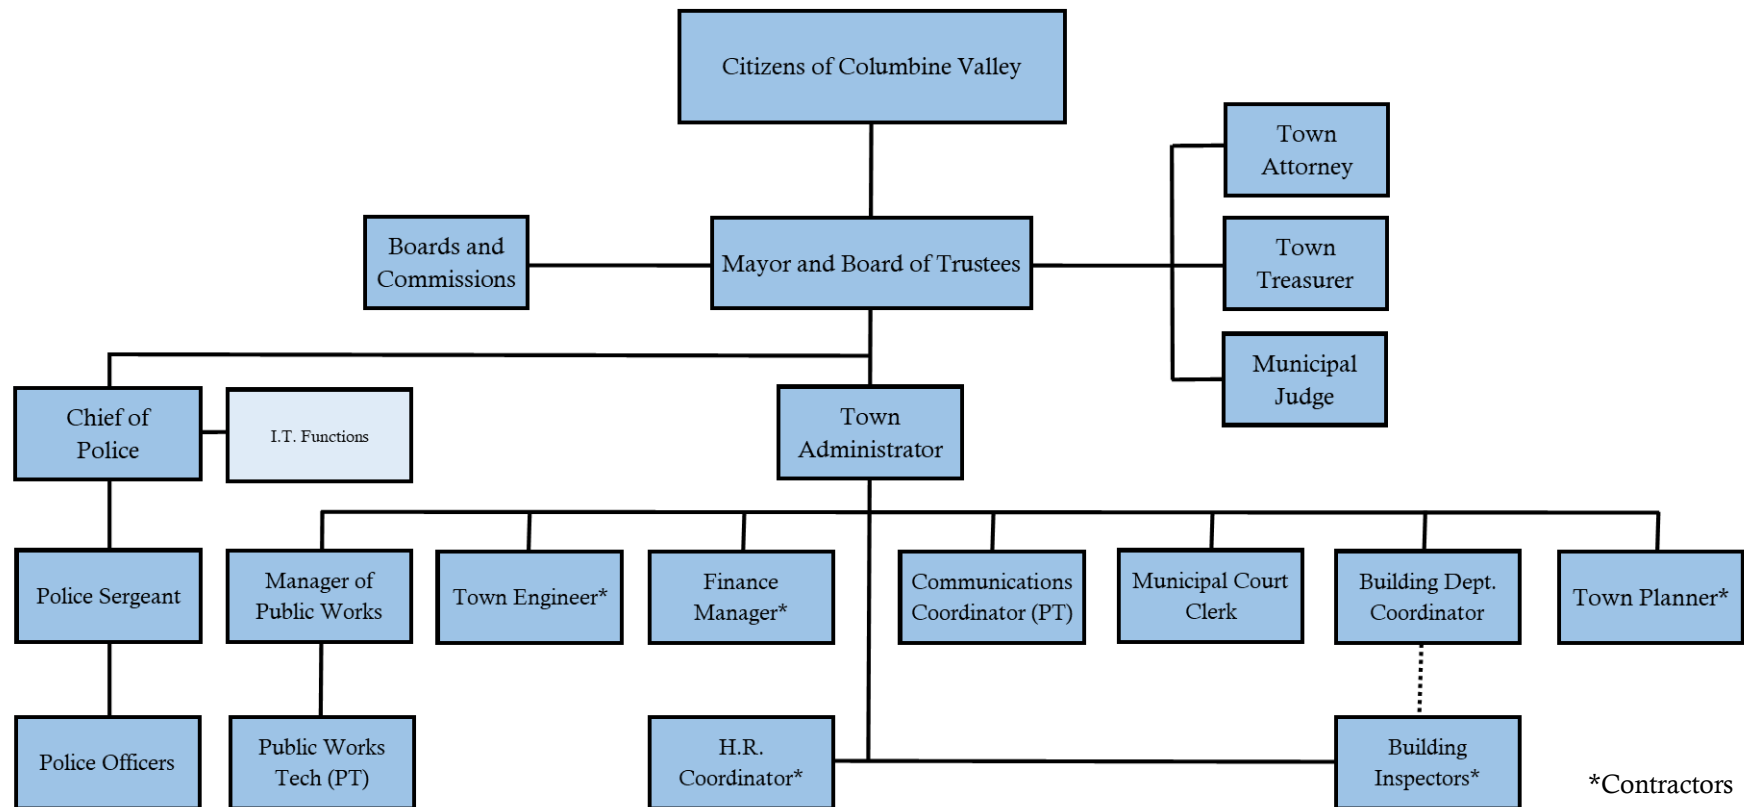 Citizens of Columbine Valley
Town
Attorney
Boards and
Commissions
Mayor and Board of Trustees
Town
Treasurer
Municipal
Judge
Chief of
Police
I.T. Functions
Town
Administrator
Police Sergeant
Manager of
Public Works
Town Engineer*
Finance
Manager*
Communications
Coordinator (PT)
Municipal Court
Clerk
Building Dept.
Coordinator
Town Planner*
Police Officers
Public Works
Tech (PT)
H.R.
Coordinator*
Building
Inspectors*
*Contractors